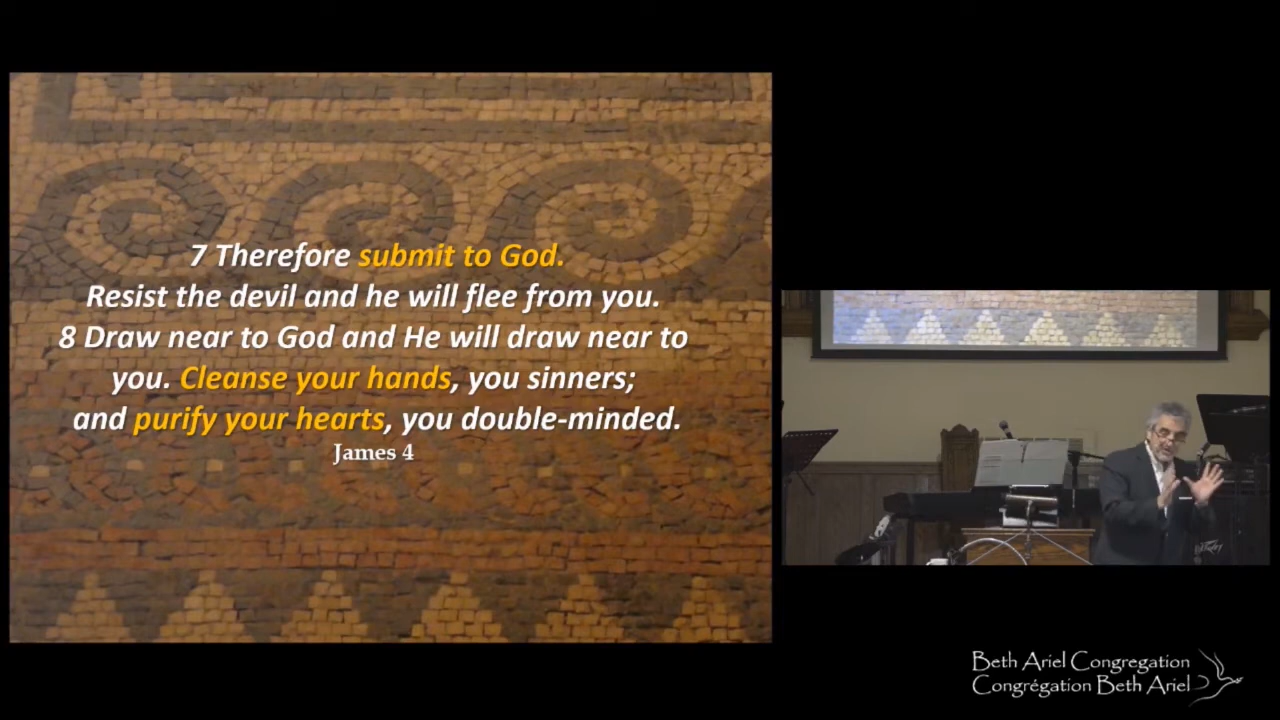 7 Therefore submit to God.
Resist the devil and he will flee from you.
8 Draw near to God and He will draw near to
you. Cleanse your hands, you sinners;
and purify your hearts, you double-minded.
James 4
Beth Ariel Congregation
Congrégation Beth Ariel